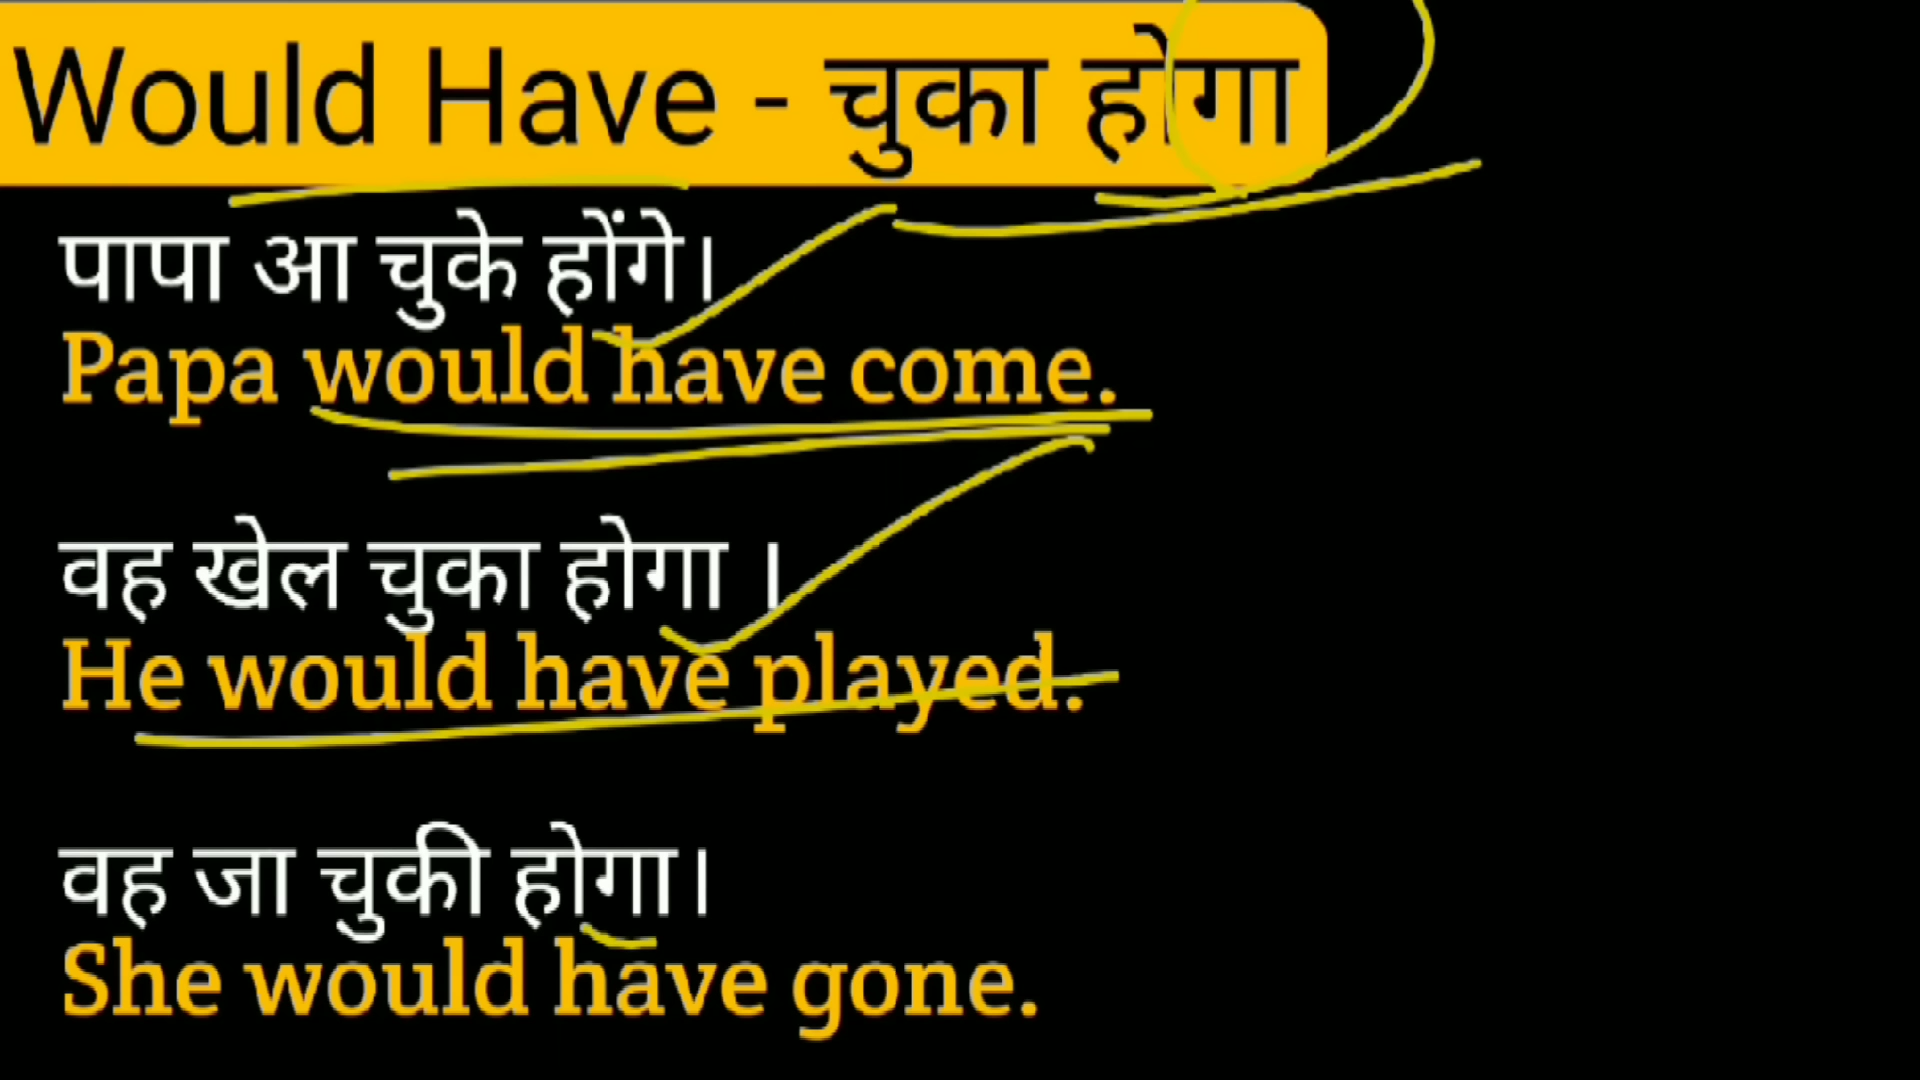 Would Have - चुका होगा
पापा आ चुके होंगे।
Papa would have come.
वह खेल चुका होगा ।
He would have played.
वह जा चुकी होगा।
She would have gone.